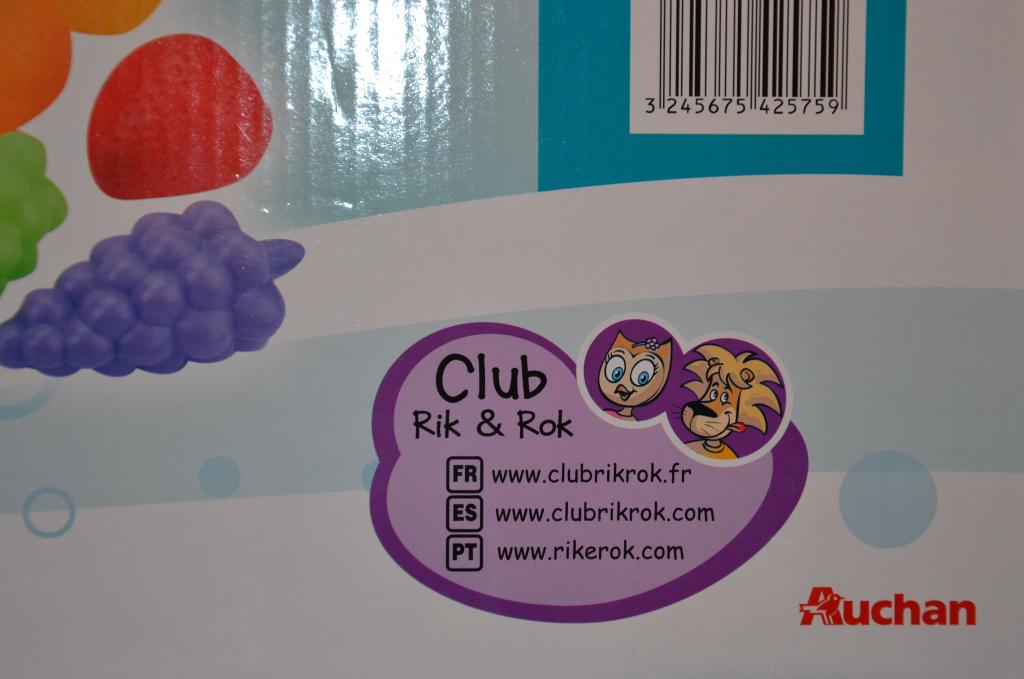 3 245675 425759
Club
Rik & Rok
FR www.clubrikrok.fr
ES www.clubrikrok.com
PT www.rikerok.com
Auchan